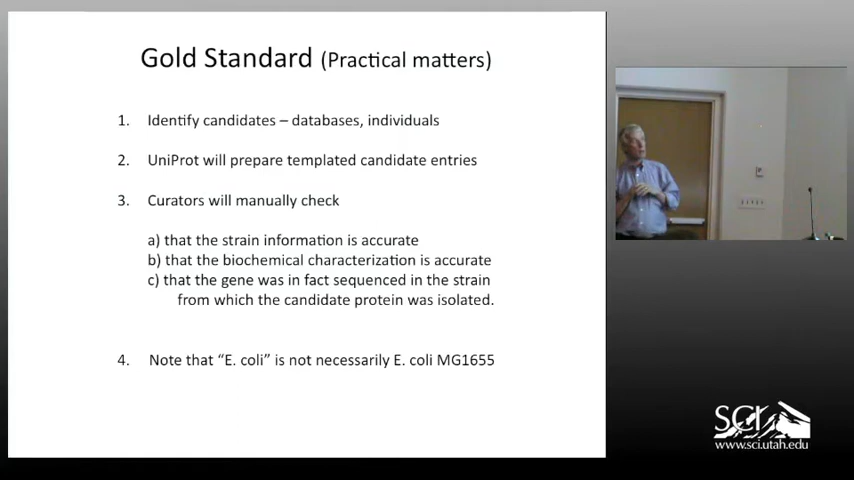 Gold Standard (Practical matters)
1. Identify candidates – databases, individuals
2. UniProt will prepare templated candidate entries
3. Curators will manually check
a) that the strain information is accurate
b) that the biochemical characterization is accurate
c) that the gene was in fact sequenced in the strain
from which the candidate protein was isolated.
4. Note that “E. coli” is not necessarily E. coli MG1655
SCI
www.sci.utah.edu